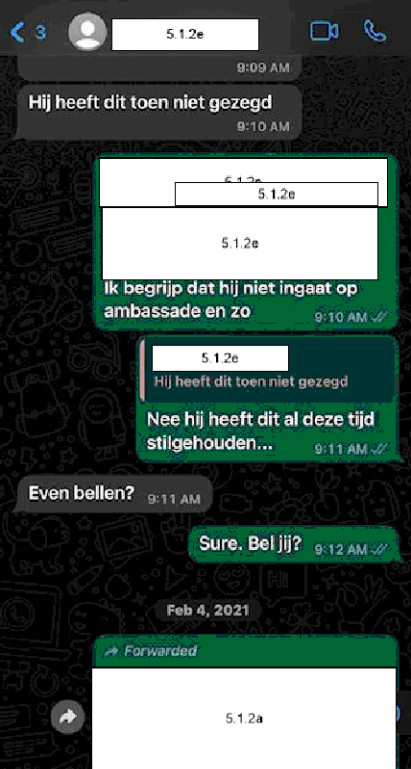 3
5.1.2e
9:09 AM
Hij heeft dit toen niet gezegd
9:10 AM
5.1.2e
5.1.2e
5.1.2e
Ik begrijp dat hij niet ingaat op
ambassade en zo
9:10 AM
5.1.2e
Hij heeft dit toen niet gezegd
Nee hij heeft dit al deze tijd
stilgehouden...
9:11 AM
Even bellen? 9:11 AM
Sure. Bel jij? 9:12 AM
Feb 4, 2021
Forwarded
5.1.2a